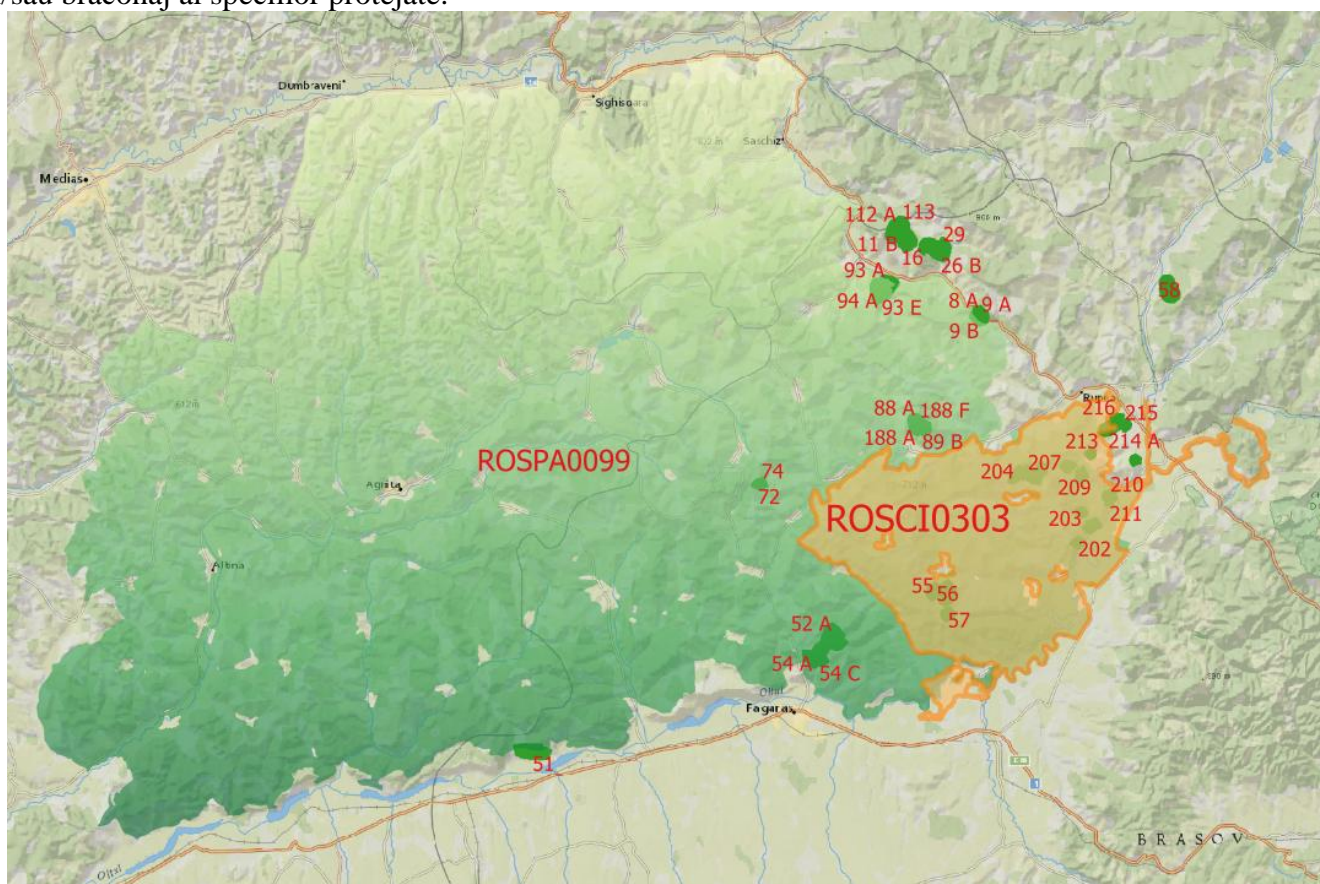 /sau braconaj al speciilor protejate.
Dumbraveni
Sighisoara
Saschiz
Medias
112 A 113
11 B 16 29
26 B
93 A
94 A 93 E
8 A 9 A
9 B
58
88 A 188 F
188 A 89 B
216 215
213 214 A
ROSPA0099
74
72
204 207
209 210
ROSCI0303
203 211
202
Agnita
Altina
55 56
57
52 A
54 A 54 C
Oltul
Fagaras
51
BRASOV
Oltul